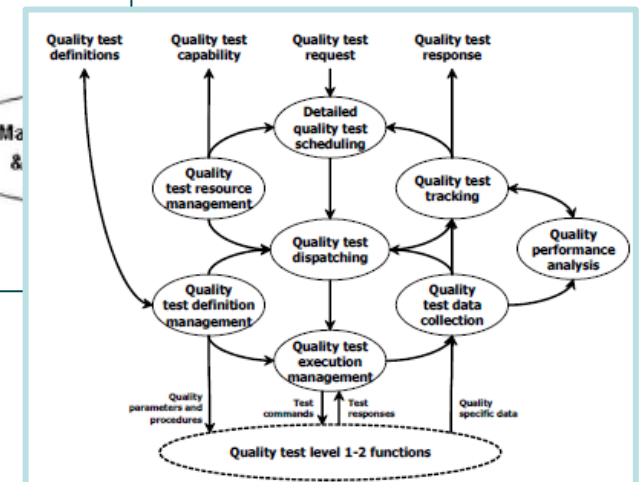 Quality test
definitions
Quality test
capability
Quality test
request
Quality test
response
Detailed
quality test
scheduling
Ma
&
Quality
test resource
management
Quality test
tracking
Quality test
dispatching
Quality
performance
analysis
Quality
test definition
management
Quality
test data
collection
Quality test
execution
management
Quality
parameters and
procedures
Test
commands
Test
responses
Quality
specific data
Quality test level 1-2 functions